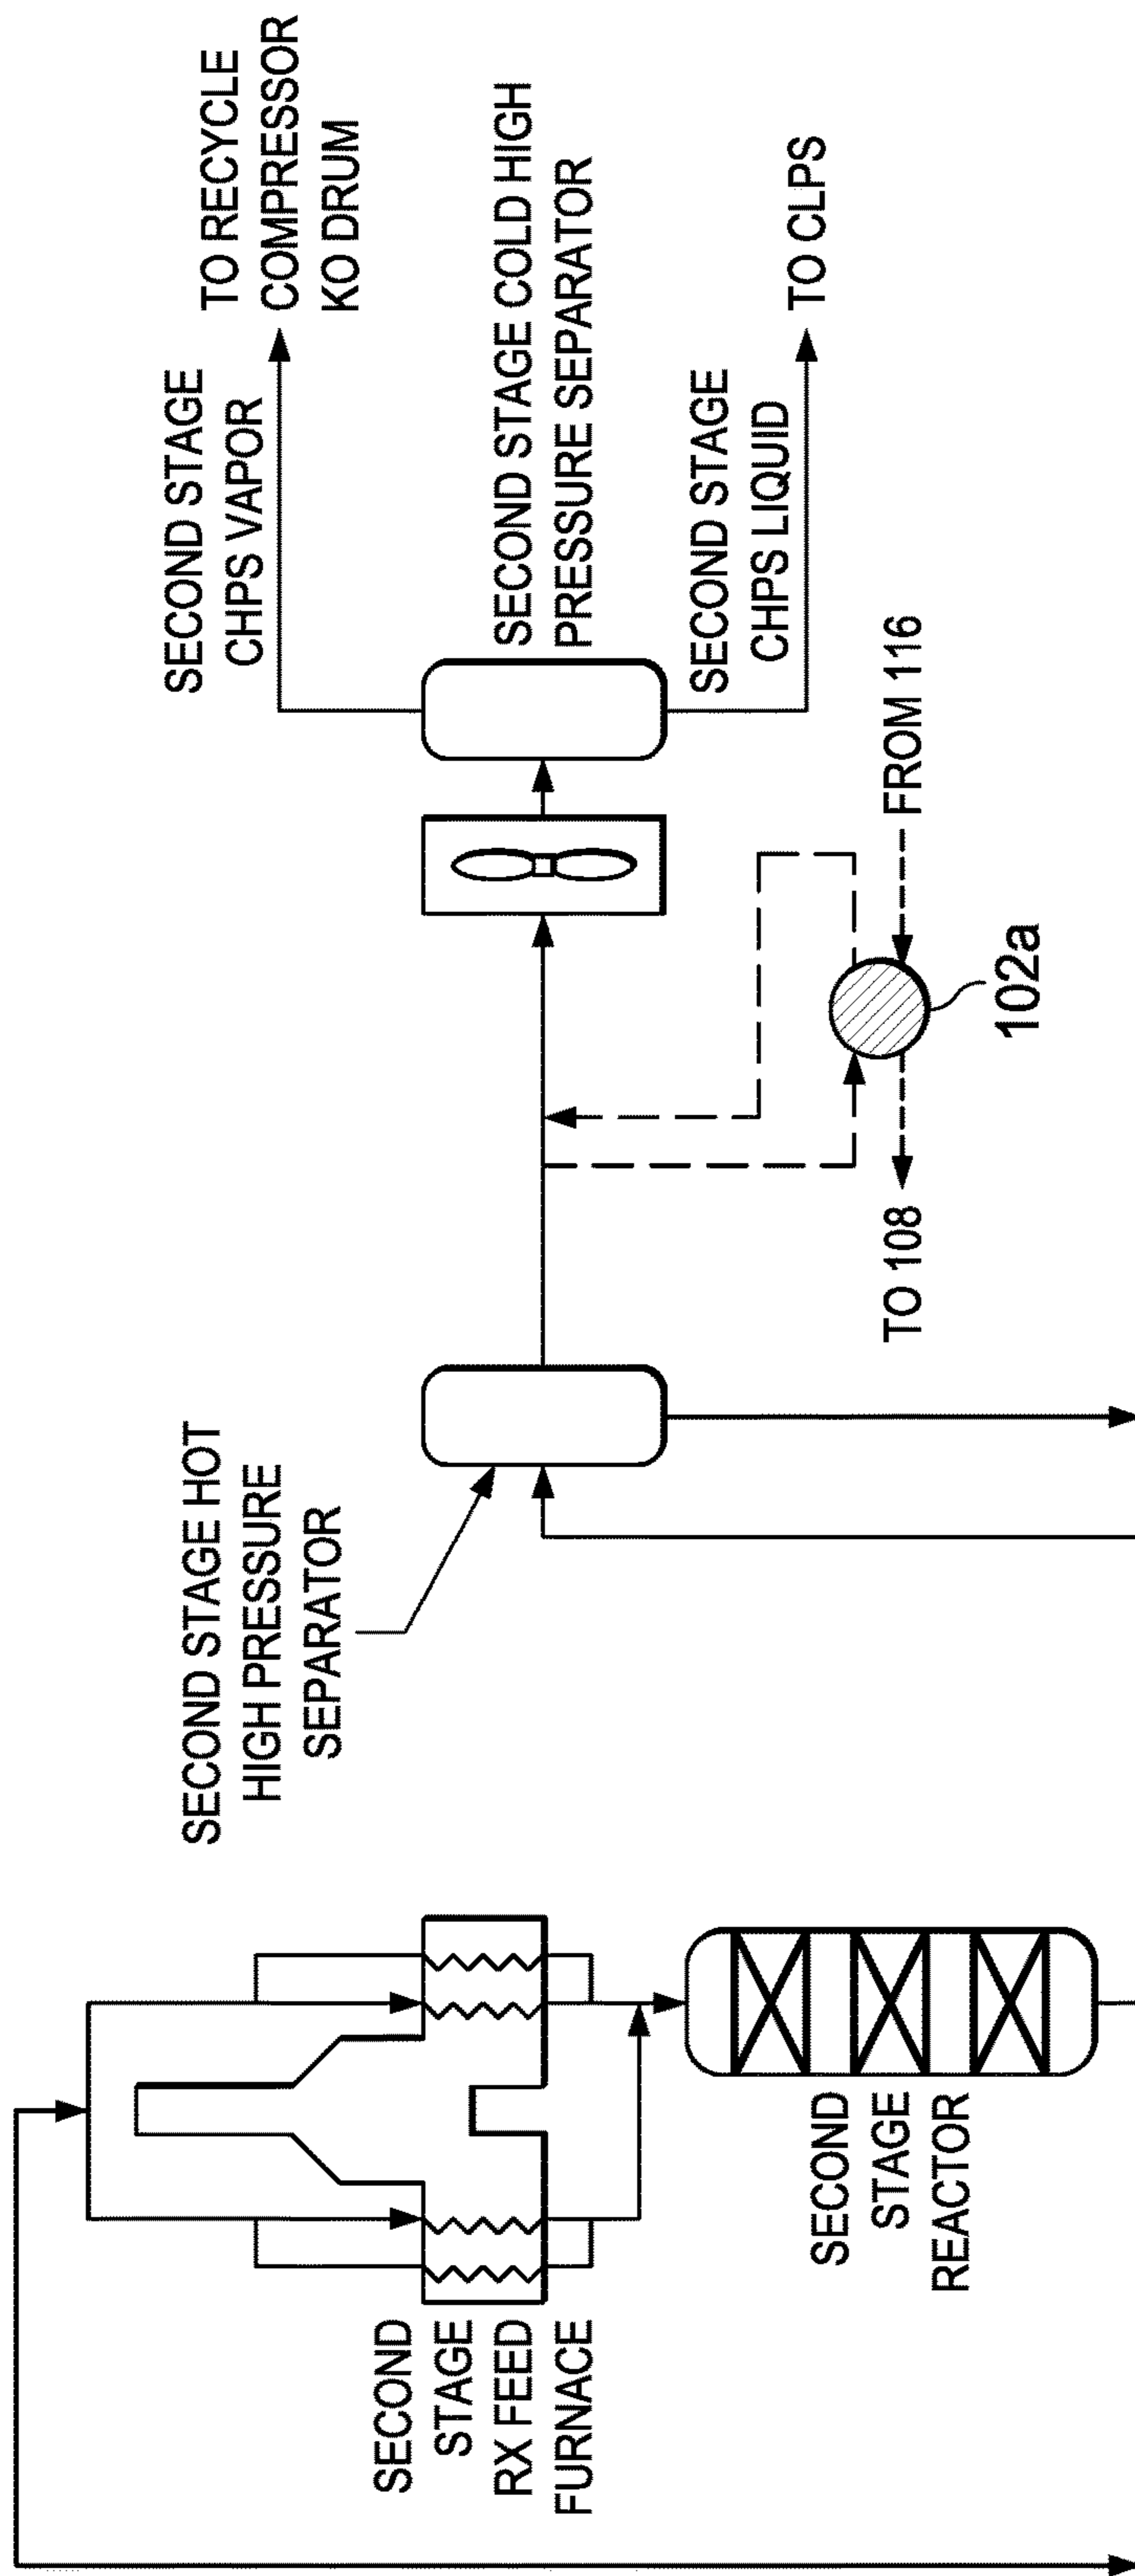 SECOND STAGE
CHPS VAPOR
TO RECYCLE
COMPRESSOR
KO DRUM
SECOND STAGE HOT
HIGH PRESSURE
SEPARATOR
SECOND STAGE COLD HIGH
PRESSURE SEPARATOR
SECOND
STAGE
RX FEED
FURNACE
SECOND STAGE
CHPS LIQUID
TO CLPS
SECOND
STAGE
REACTOR
TO 108
FROM 116
102a